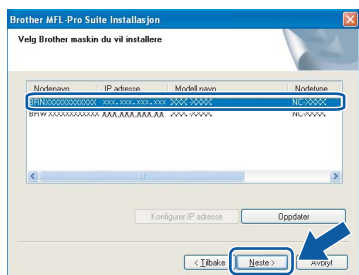 Brother MFL-Pro Suite Installasjon
Velg Brother maskin du vil installere
Nodenavn IP adresse Modell navn Nodetype
BRNXXXXXXXXXXXX XXX.XXX.XXX.XXX XXX-XXXX NC-XXXX
BRWXXXXXXXXXXXX XXX.XXX.XXX.XXX XXX-XXXX NC-XXXX
Konfigurer IP adresse Oppdater
< Tilbake Neste > Avbryt